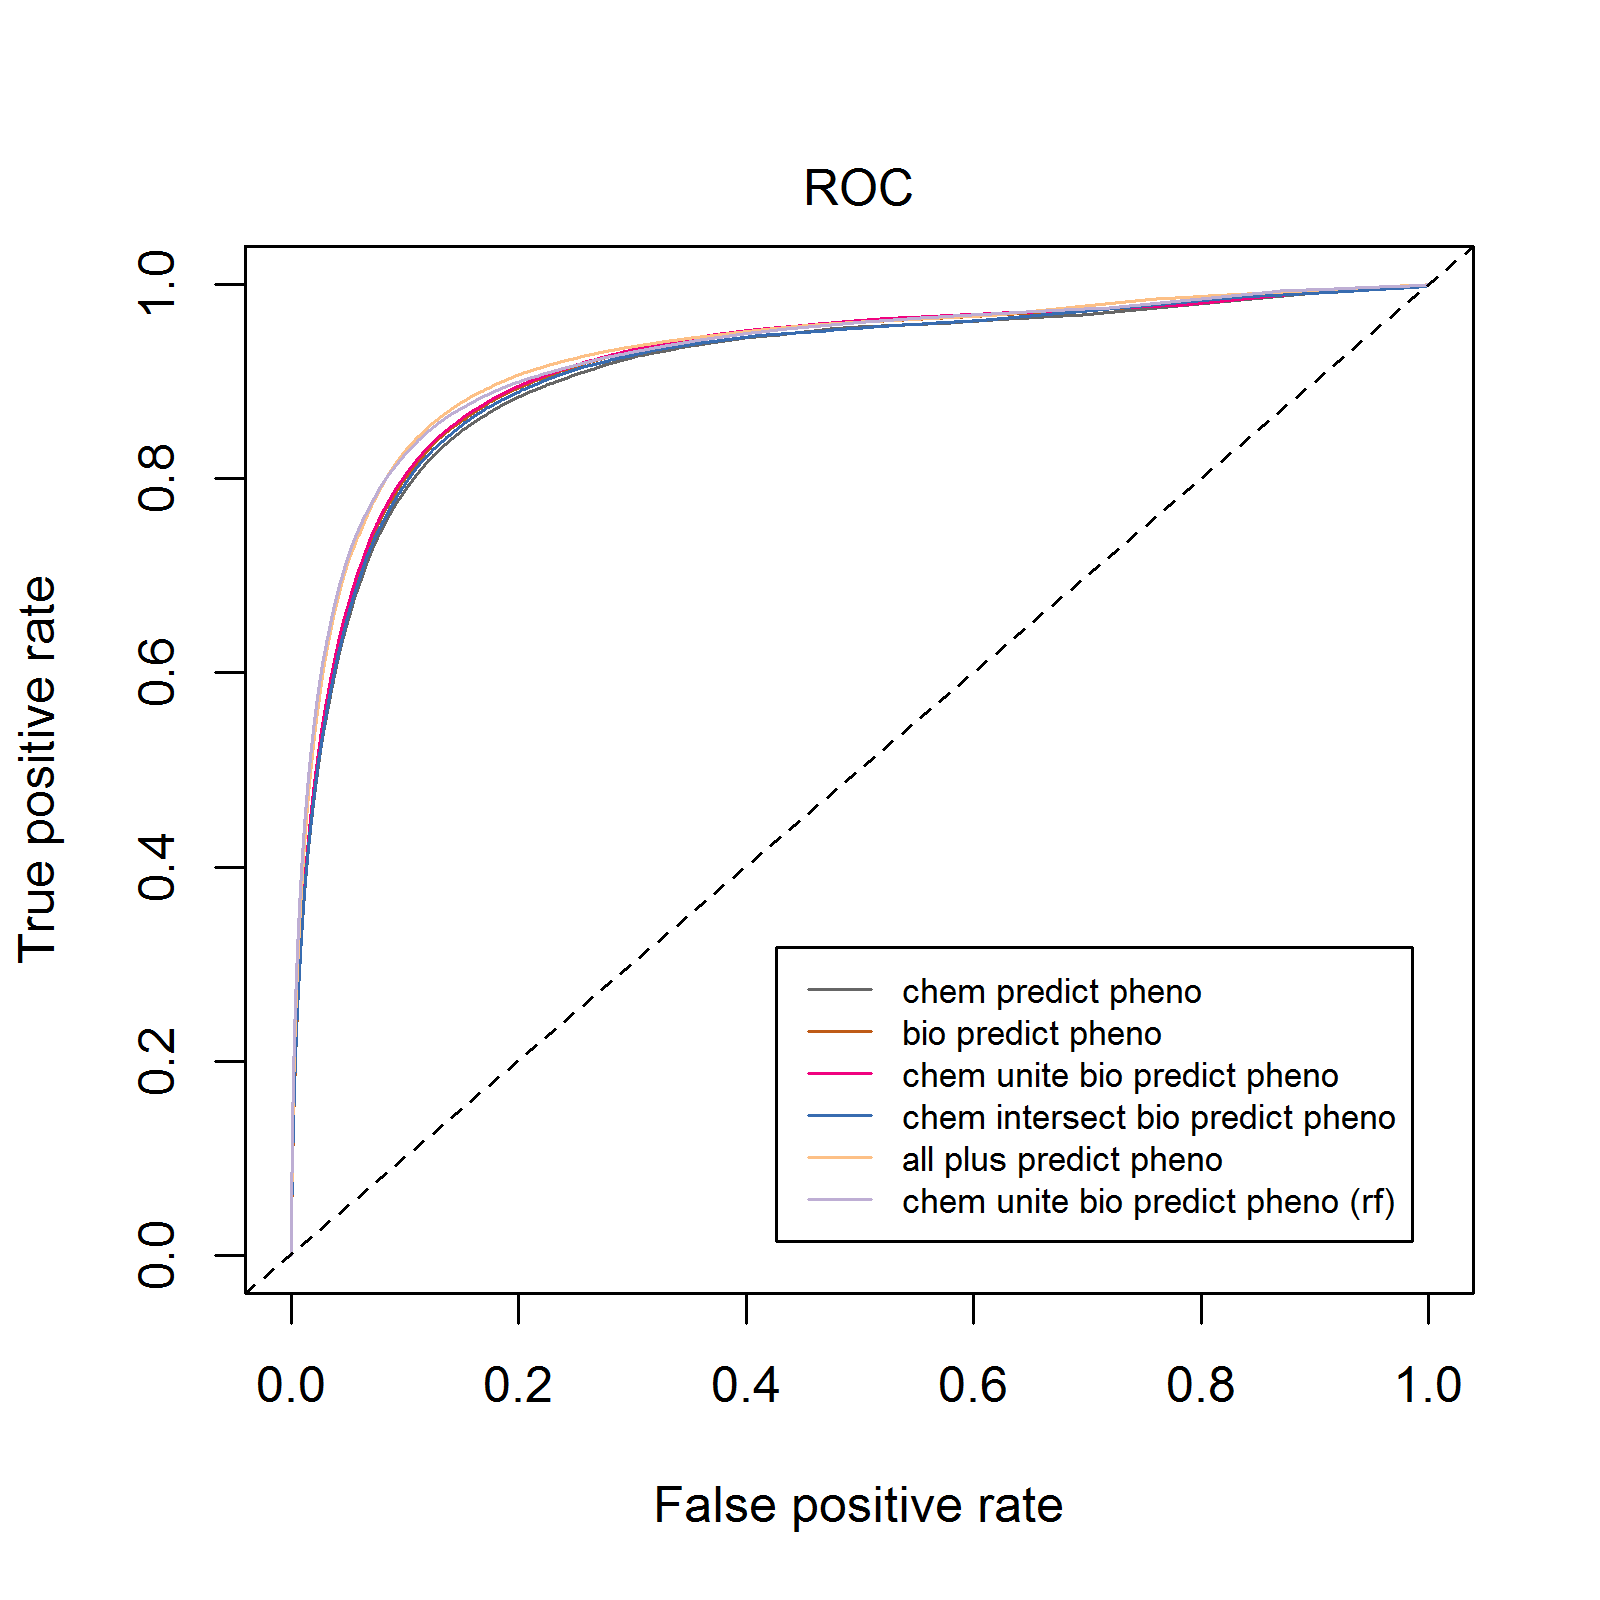 ROC
True positive rate
1.0
0.8
0.6
0.4
0.2
0.0
chem predict pheno
bio predict pheno
chem unite bio predict pheno
chem intersect bio predict pheno
all plus predict pheno
chem unite bio predict pheno (rf)
0.0 0.2 0.4 0.6 0.8 1.0
False positive rate